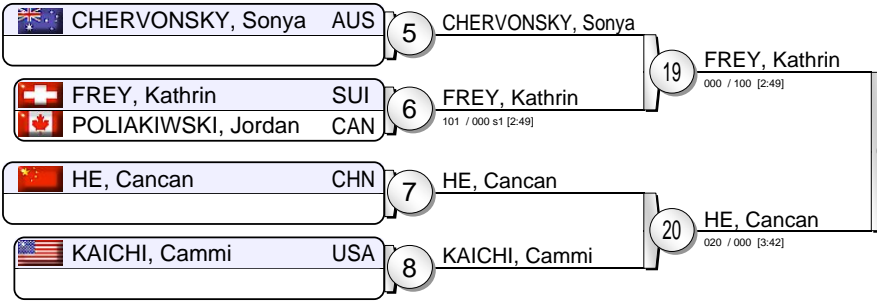 CHERVONSKY, Sonya AUS
5
CHERVONSKY, Sonya
19
FREY, Kathrin
000 / 100 [2:49]
FREY, Kathrin SUI
POLIAKIWSKI, Jordan CAN
6
FREY, Kathrin
101 / 000 s1 [2:49]
HE, Cancan CHN
7
HE, Cancan
20
HE, Cancan
020 / 000 [3:42]
KAICHI, Cammi USA
8
KAICHI, Cammi